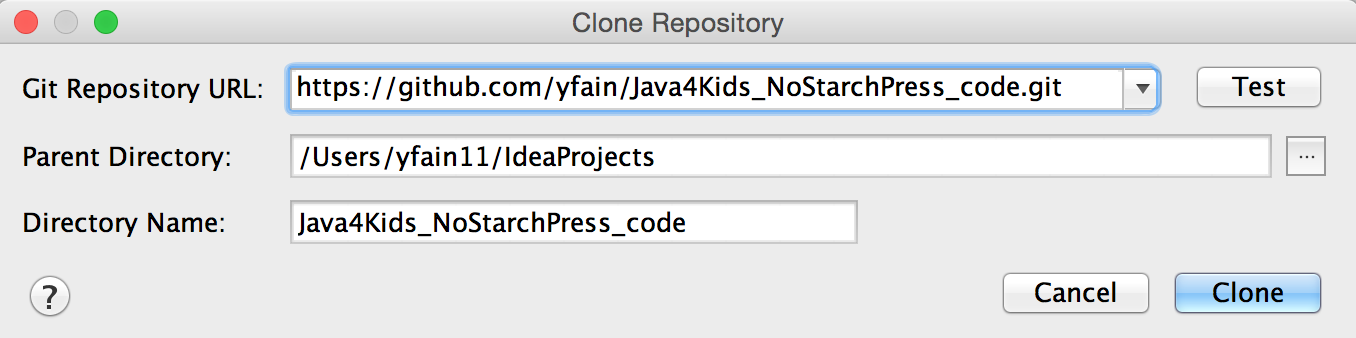 Clone Repository
Git Repository URL: https://github.com/yfain/Java4Kids_NoStarchPress_code.git Test
Parent Directory: /Users/yfain11/IdeaProjects ...
Directory Name: Java4Kids_NoStarchPress_code
? Cancel Clone